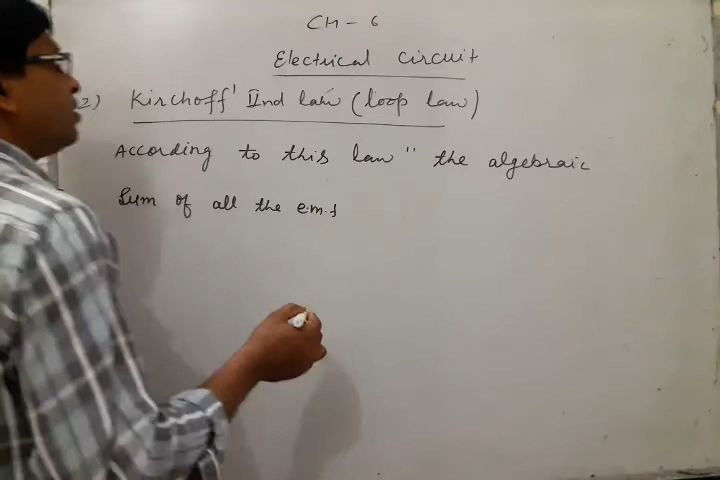 CH - 6
Electrical circuit
2) Kirchoff' IInd law (loop law)
According to this law " the algebraic
Sum of all the e.m.f